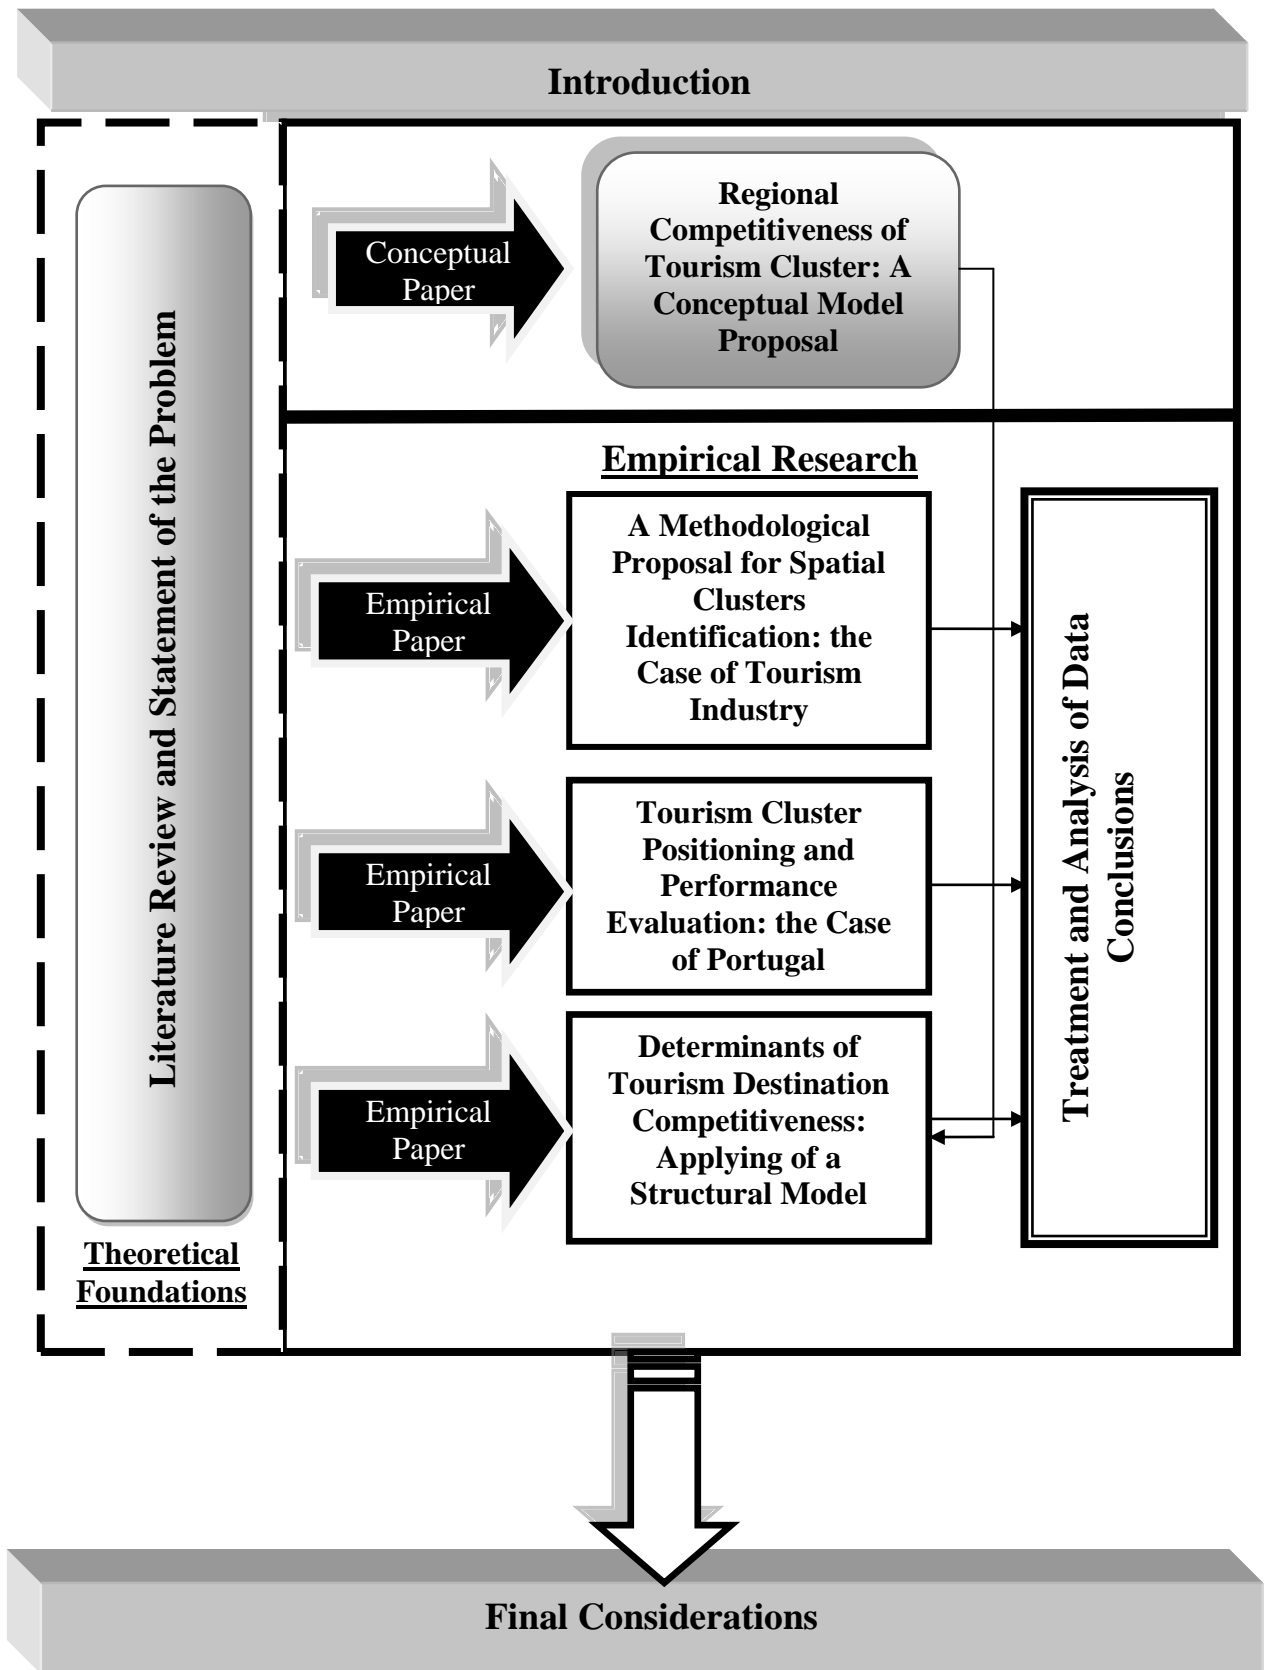 Introduction
Literature Review and Statement of the Problem
Theoretical
Foundations
Conceptual
Paper
Regional
Competitiveness of
Tourism Cluster: A
Conceptual Model
Proposal
Empirical Research
Empirical
Paper
A Methodological
Proposal for Spatial
Clusters
Identification: the
Case of Tourism
Industry
Empirical
Paper
Tourism Cluster
Positioning and
Performance
Evaluation: the Case
of Portugal
Empirical
Paper
Determinants of
Tourism Destination
Competitiveness:
Applying of a
Structural Model
Treatment and Analysis of Data
Conclusions
Final Considerations